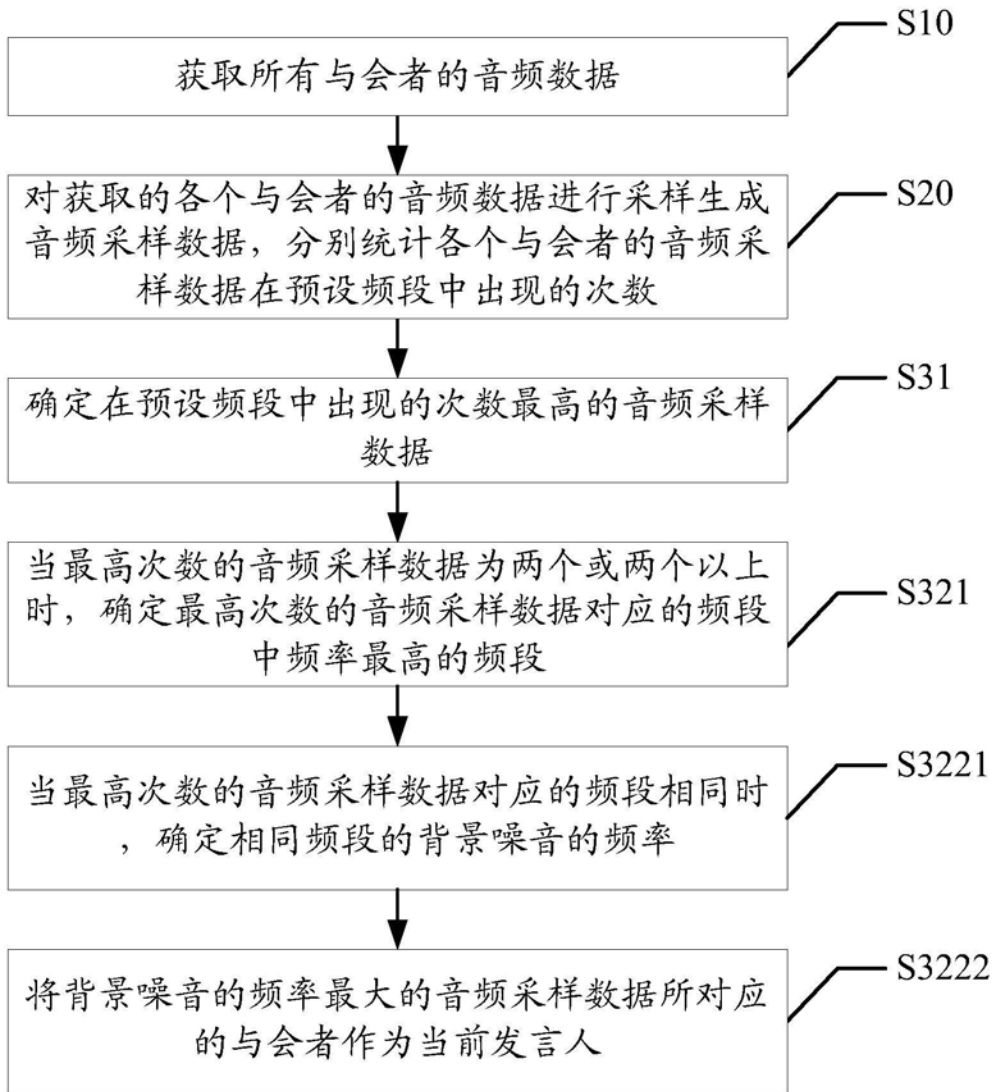 S10
获取所有与会者的音频数据
S20
对获取的各个与会者的音频数据进行采样生成
音频采样数据，分别统计各个与会者的音频采
样数据在预设频段中出现的次数
S31
确定在预设频段中出现的次数最高的音频采样
数据
S321
当最高次数的音频采样数据为两个或两个以上
时，确定最高次数的音频采样数据对应的频段
中频率最高的频段
S3221
当最高次数的音频采样数据对应的频段相同时
，确定相同频段的背景噪音的频率
S3222
将背景噪音的频率最大的音频采样数据所对应
的与会者作为当前发言人